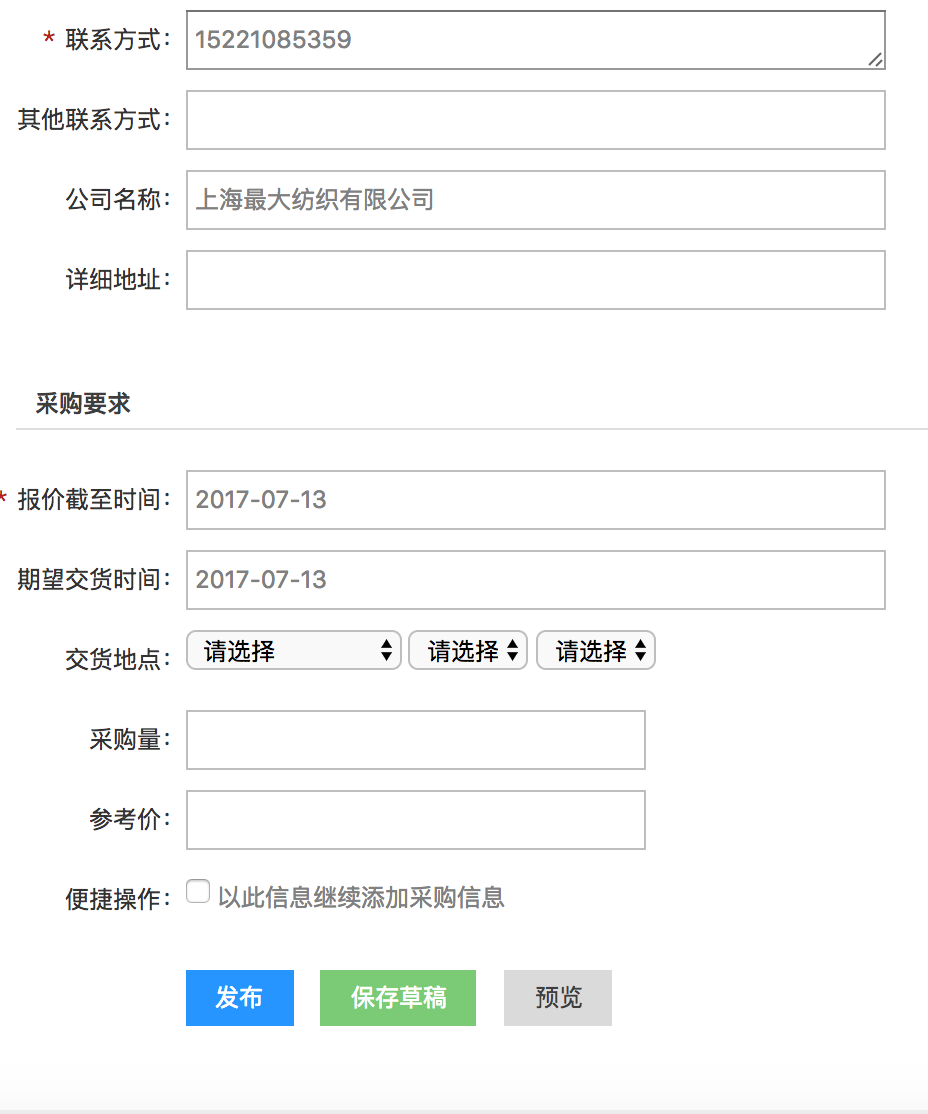 * 联系方式： 15221085359
其他联系方式：
公司名称： 上海最大纺织有限公司
详细地址：
采购要求
* 报价截至时间： 2017-07-13
期望交货时间： 2017-07-13
交货地点： 请选择 请选择 请选择
采购量：
参考价：
便捷操作： 以此信息继续添加采购信息
发布 保存草稿 预览